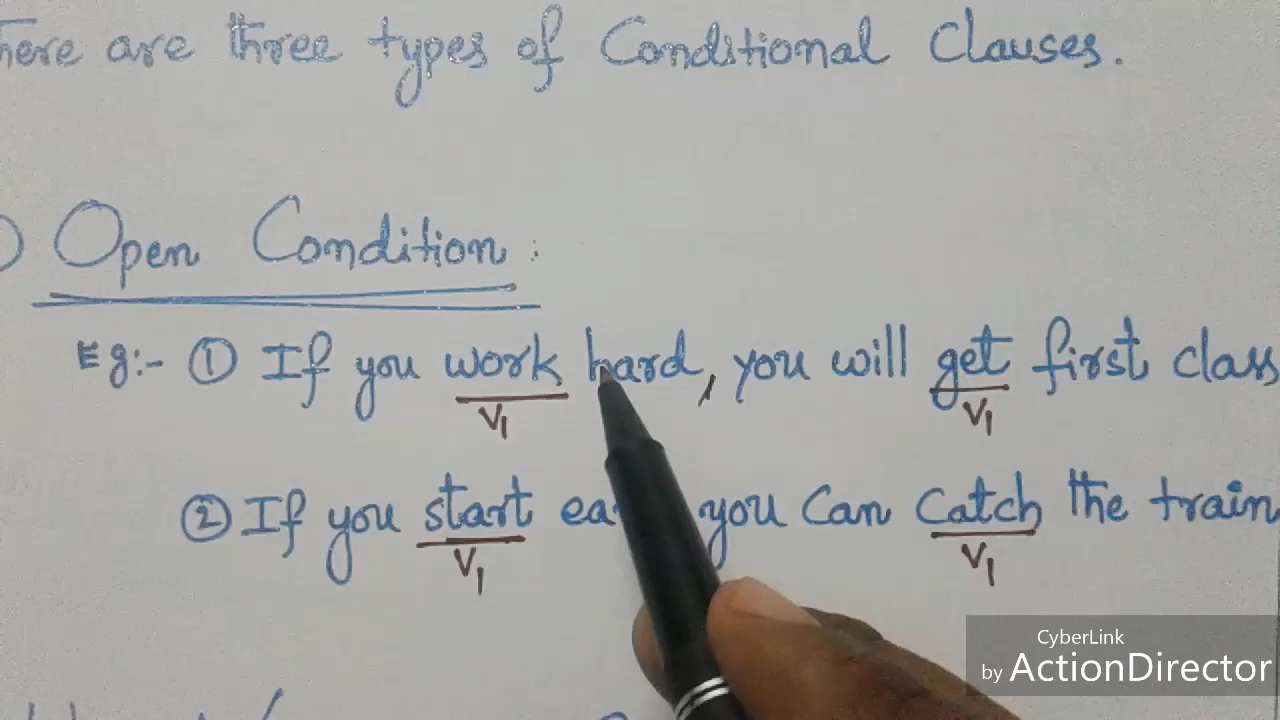 here are three types of Conditional Clauses.
) Open Condition :
Eg:- ① If you work hard, you will get first class
V1 V1
② If you start ea you can catch the train
V1 V1
CyberLink
by ActionDirector